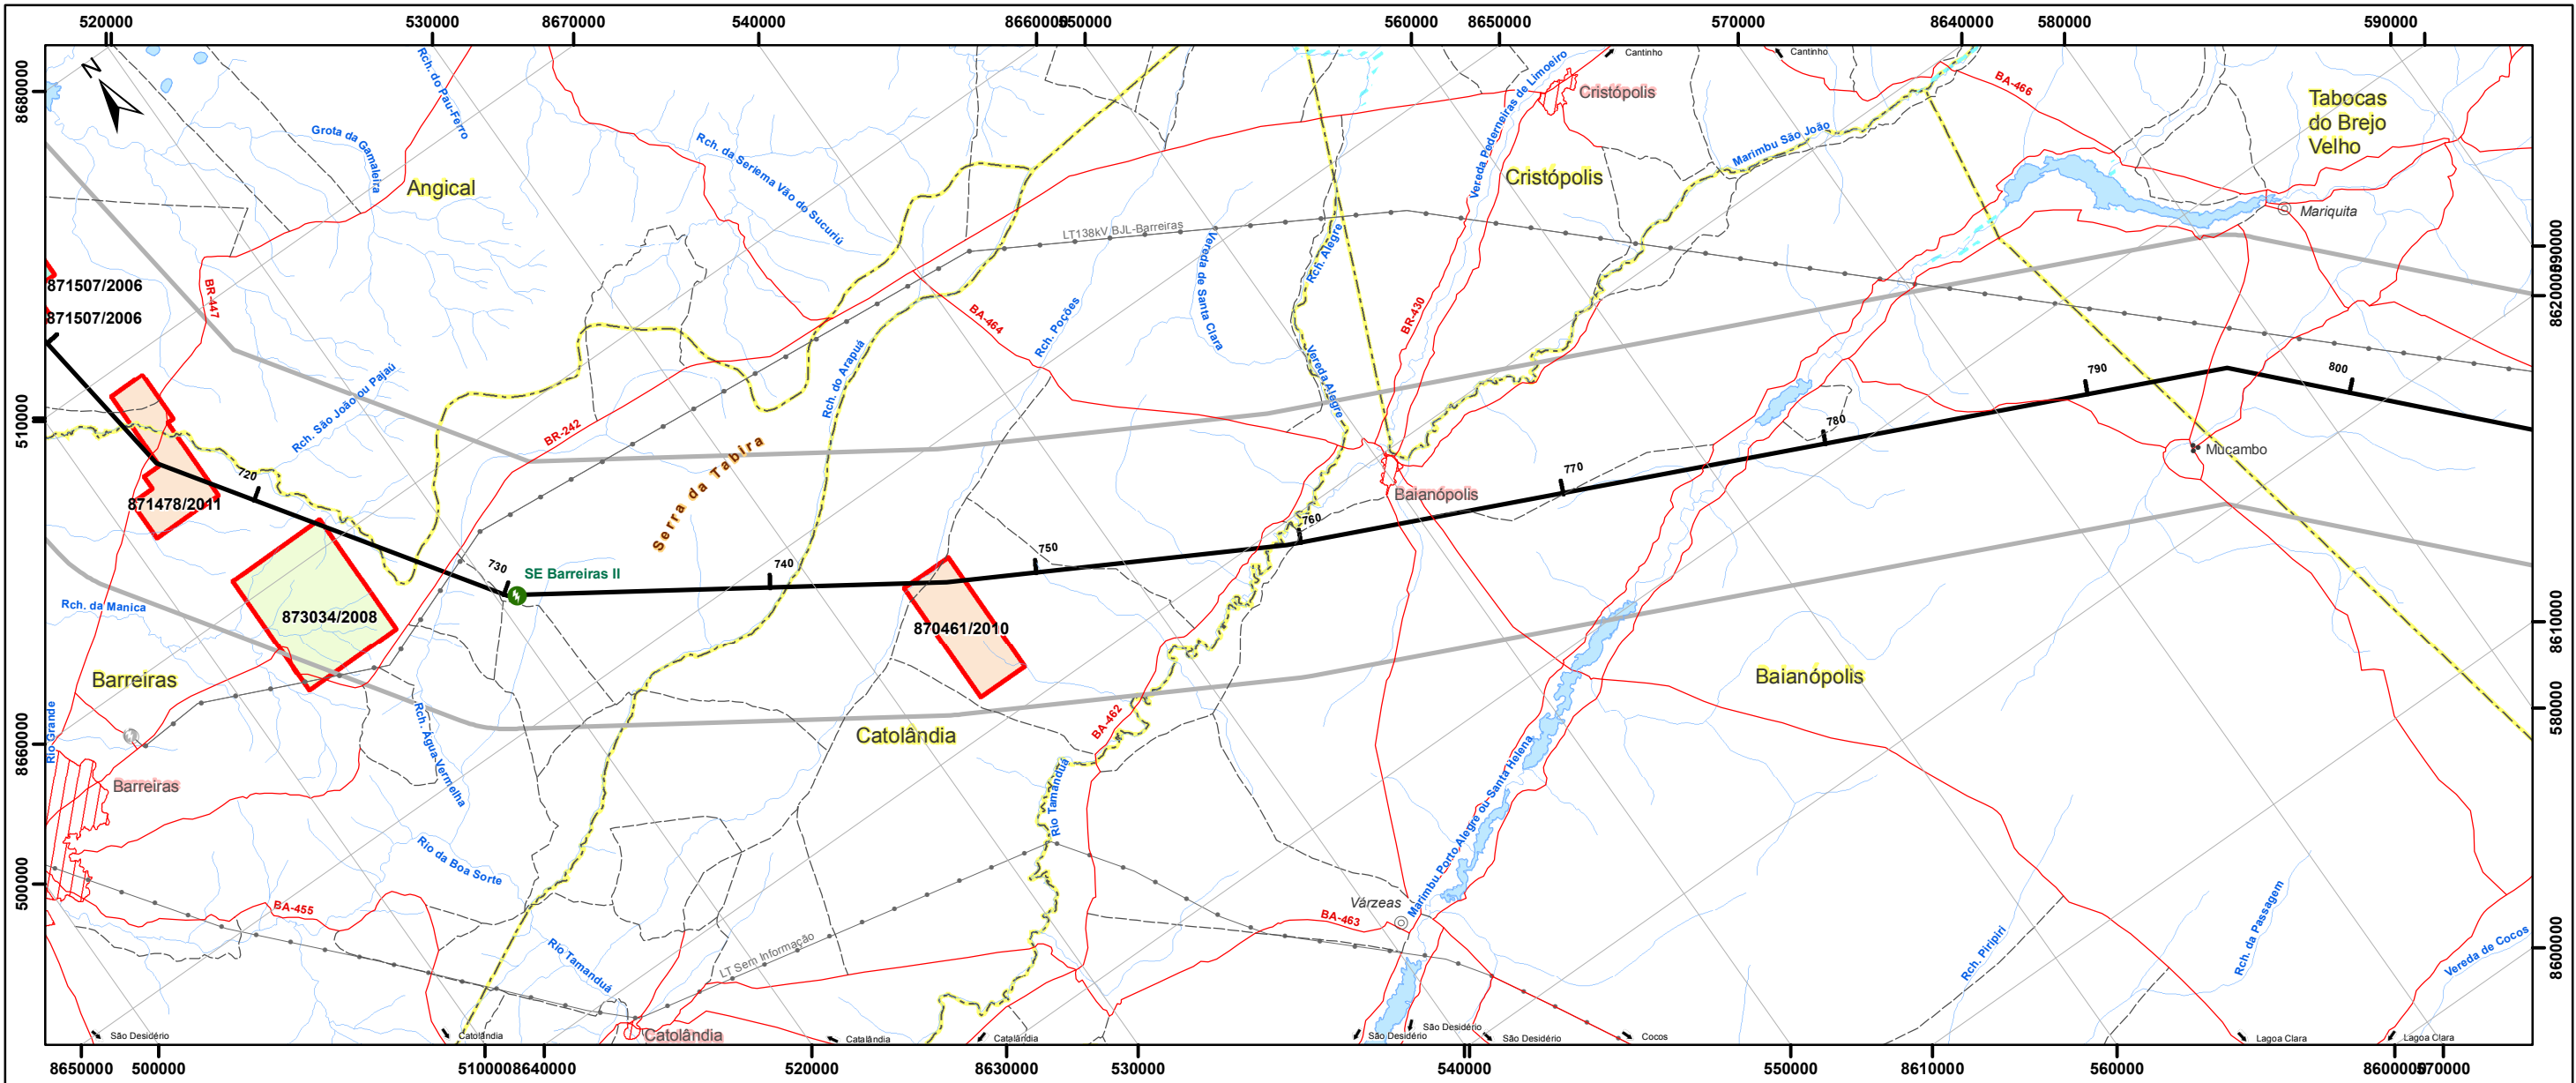 520000
530000
8670000
540000
8660000
550000
560000
8650000
570000
8640000
580000
590000
8680000
510000
8660000
500000
N
Rch. do Pau-Ferro
Grota da Gamaleira
Angical
Rch. da Seriema Vão do Sucuriú
Cantinho
Cantinho
Cristópolis
Vereda Pederneiras de Limoeiro
Cristópolis
Marimbu São João
BA-466
Tabocas
do Brejo
Velho
Mariquita
871507/2006
871507/2006
BR-447
LT138kV BJL-Barreiras
Vereda de Santa Clara
Rch. Alegre
BA-464
Rch. Poções
BR-430
Vereda Alegre
Rch. São João ou Pajaú
BR-242
Rch. do Arapuá
Serra da Tabira
720
871478/2011
730
SE Barreiras II
740
750
760
770
780
790
800
Mucambo
Baianópolis
Rch. da Manica
873034/2008
870461/2010
Barreiras
Rio Grande
Barreiras
Rch. Água Vermelha
Catolândia
BA-462
Rio Tamanduá
Baianópolis
Marimbu Porto Alegre ou Santa Helena
Rio da Boa Sorte
BA-455
Rio Tamanduá
LT Sem Informação
Várzeas
BA-463
Rch. Piripiri
Rch. da Passagem
Vereda de Cocos
São Desidério
Catolândia
Catolândia
Catalândia
Catalândia
São Desidério
São Desidério
São Desidério
Cocos
Lagoa Clara
Lagoa Clara
590000
8620000
8610000
580000
8600000
8650000
500000
510000
8640000
520000
8630000
530000
540000
550000
8610000
560000
8600000
570000